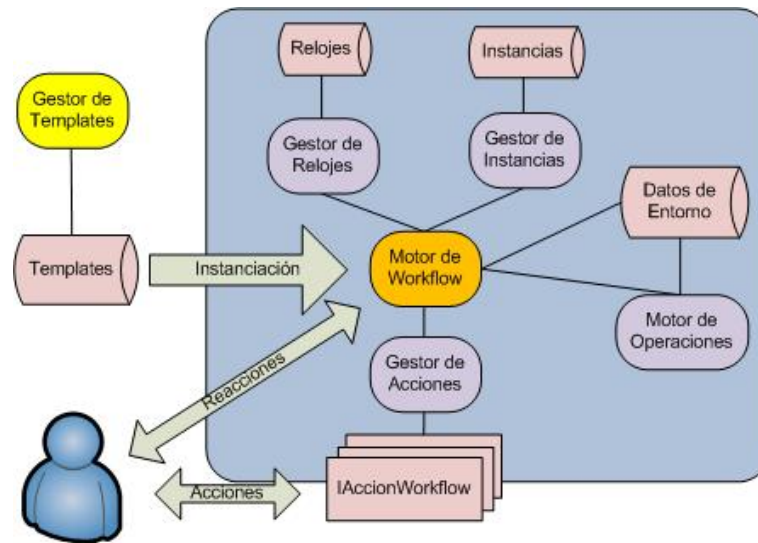 Relojes
Instancias
Gestor de
Templates
Gestor de
Relojes
Gestor de
Instancias
Datos de
Entorno
Templates
Instanciación
Motor de
Workflow
Motor de
Operaciones
Reacciones
Gestor de
Acciones
Acciones
IAccionWorkflow